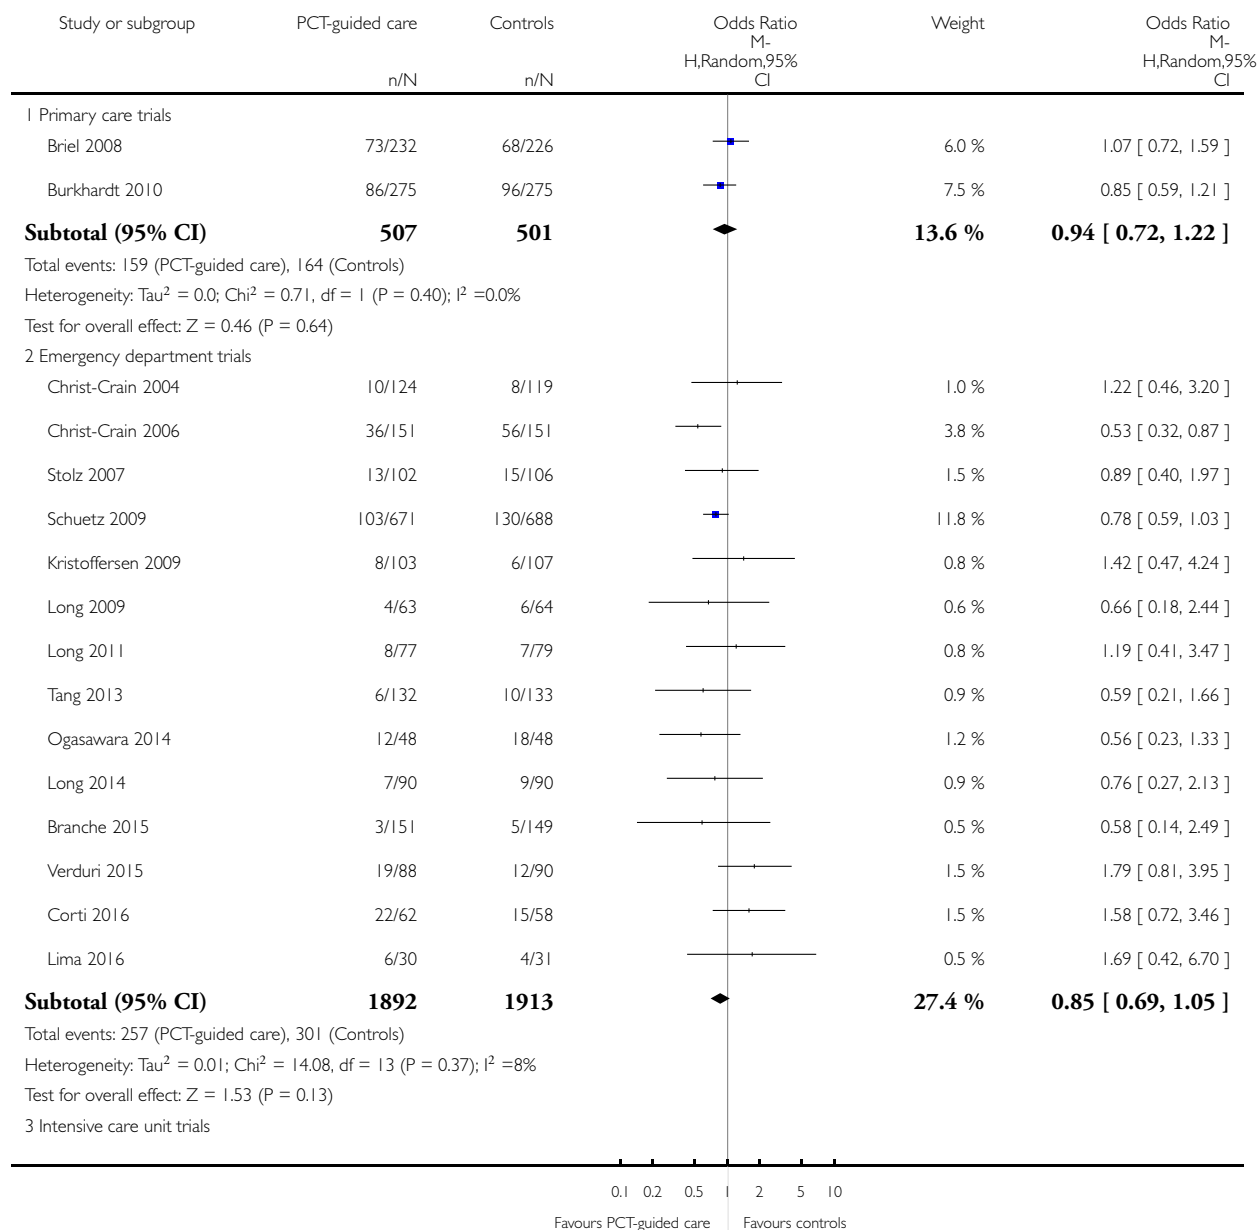 Study or subgroup PCT-guided care Controls Odds Ratio Weight Odds Ratio
M- M-
H,Random,95% H,Random,95%
n/N n/N CI CI
1 Primary care trials
Briel 2008 73/232 68/226 6.0 % 1.07 [ 0.72, 1.59 ]
Burkhardt 2010 86/275 96/275 7.5 % 0.85 [ 0.59, 1.21 ]
Subtotal (95% CI) 507 501 13.6 % 0.94 [ 0.72, 1.22 ]
Total events: 159 (PCT-guided care), 164 (Controls)
Heterogeneity: Tau² = 0.0; Chi² = 0.71, df = 1 (P = 0.40); I² =0.0%
Test for overall effect: Z = 0.46 (P = 0.64)
2 Emergency department trials
Christ-Crain 2004 10/124 8/119 1.0 % 1.22 [ 0.46, 3.20 ]
Christ-Crain 2006 36/151 56/151 3.8 % 0.53 [ 0.32, 0.87 ]
Stolz 2007 13/102 15/106 1.5 % 0.89 [ 0.40, 1.97 ]
Schuetz 2009 103/671 130/688 11.8 % 0.78 [ 0.59, 1.03 ]
Kristoffersen 2009 8/103 6/107 0.8 % 1.42 [ 0.47, 4.24 ]
Long 2009 4/63 6/64 0.6 % 0.66 [ 0.18, 2.44 ]
Long 2011 8/77 7/79 0.8 % 1.19 [ 0.41, 3.47 ]
Tang 2013 6/132 10/133 0.9 % 0.59 [ 0.21, 1.66 ]
Ogasawara 2014 12/48 18/48 1.2 % 0.56 [ 0.23, 1.33 ]
Long 2014 7/90 9/90 0.9 % 0.76 [ 0.27, 2.13 ]
Branche 2015 3/151 5/149 0.5 % 0.58 [ 0.14, 2.49 ]
Verduri 2015 19/88 12/90 1.5 % 1.79 [ 0.81, 3.95 ]
Corti 2016 22/62 15/58 1.5 % 1.58 [ 0.72, 3.46 ]
Lima 2016 6/30 4/31 0.5 % 1.69 [ 0.42, 6.70 ]
Subtotal (95% CI) 1892 1913 27.4 % 0.85 [ 0.69, 1.05 ]
Total events: 257 (PCT-guided care), 301 (Controls)
Heterogeneity: Tau² = 0.01; Chi² = 14.08, df = 13 (P = 0.37); I² =8%
Test for overall effect: Z = 1.53 (P = 0.13)
3 Intensive care unit trials
0.1 0.2 0.5 1 2 5 10
Favours PCT-guided care Favours controls